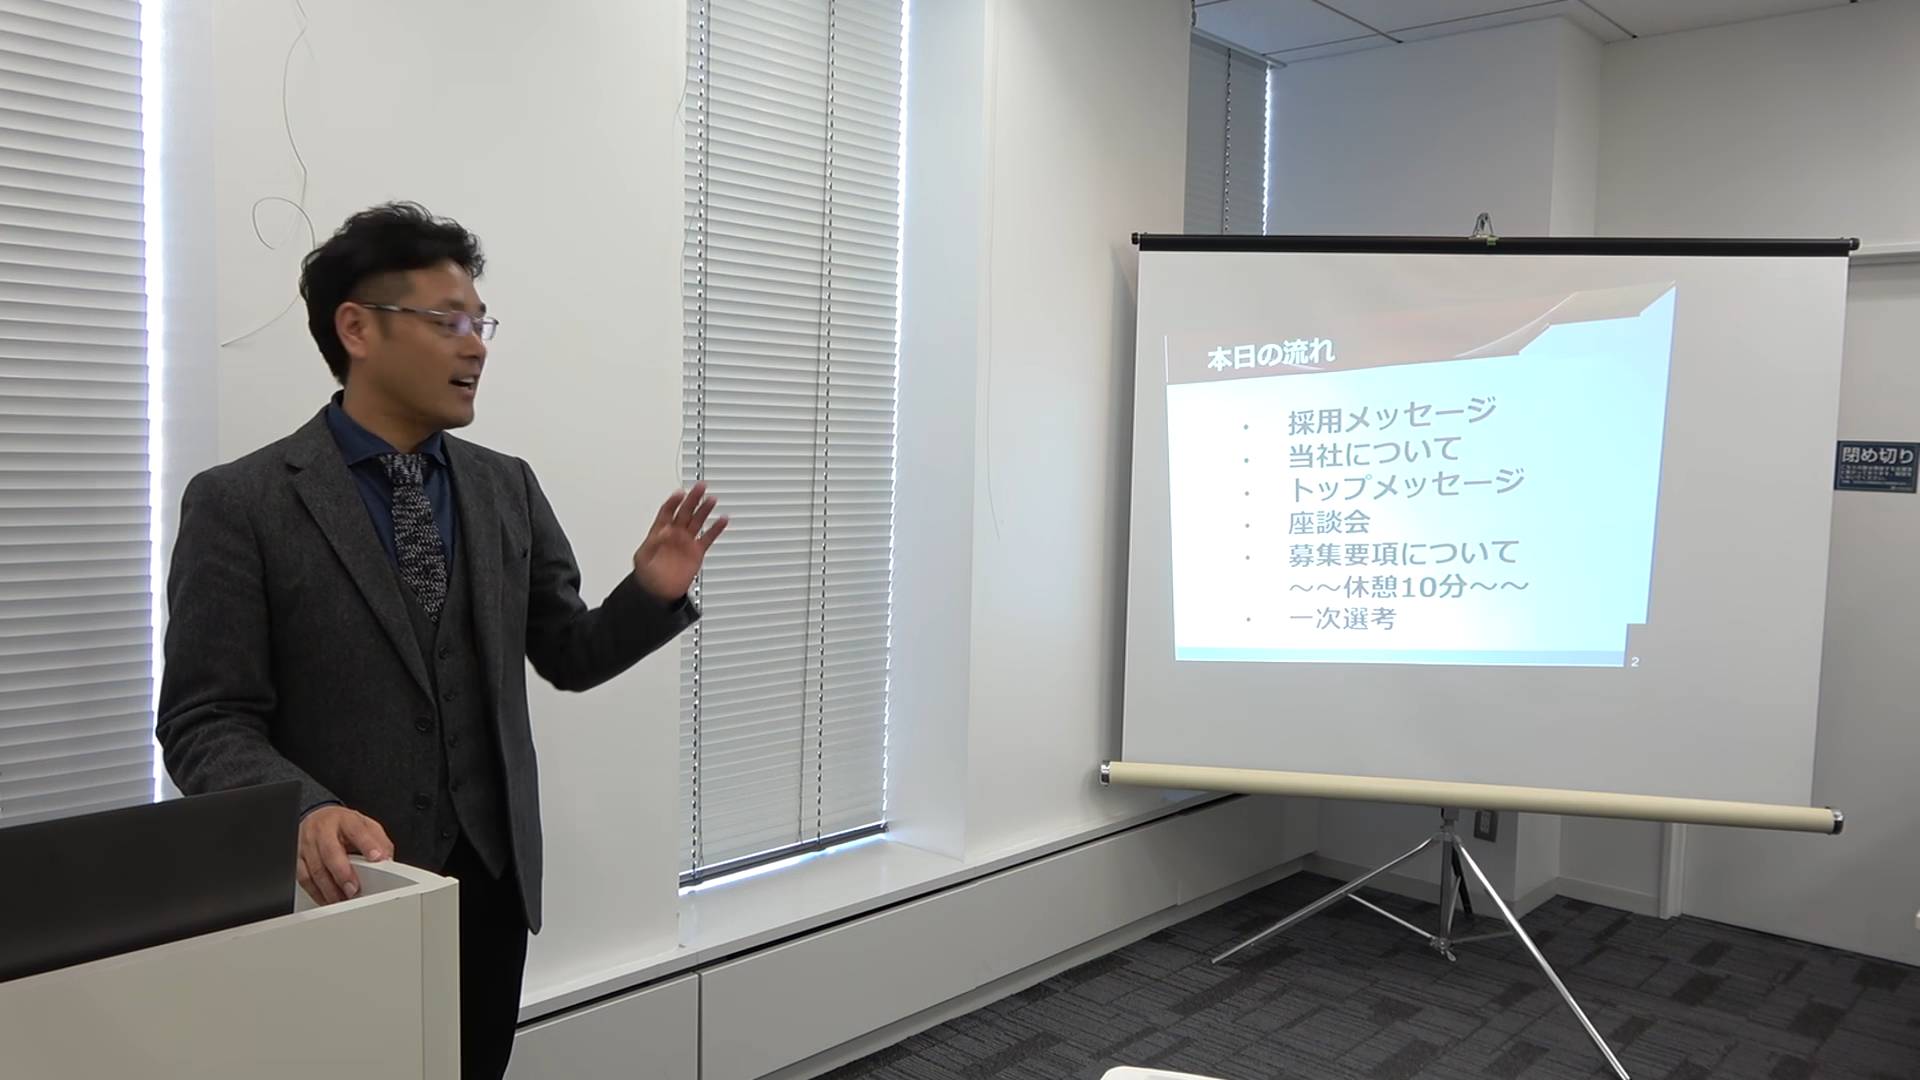 本日の流れ
・ 採用メッセージ
・ 当社について
・ トップメッセージ
・ 座談会
・ 募集要項について
～～休憩10分～～
・ 一次選考
2
閉め切り